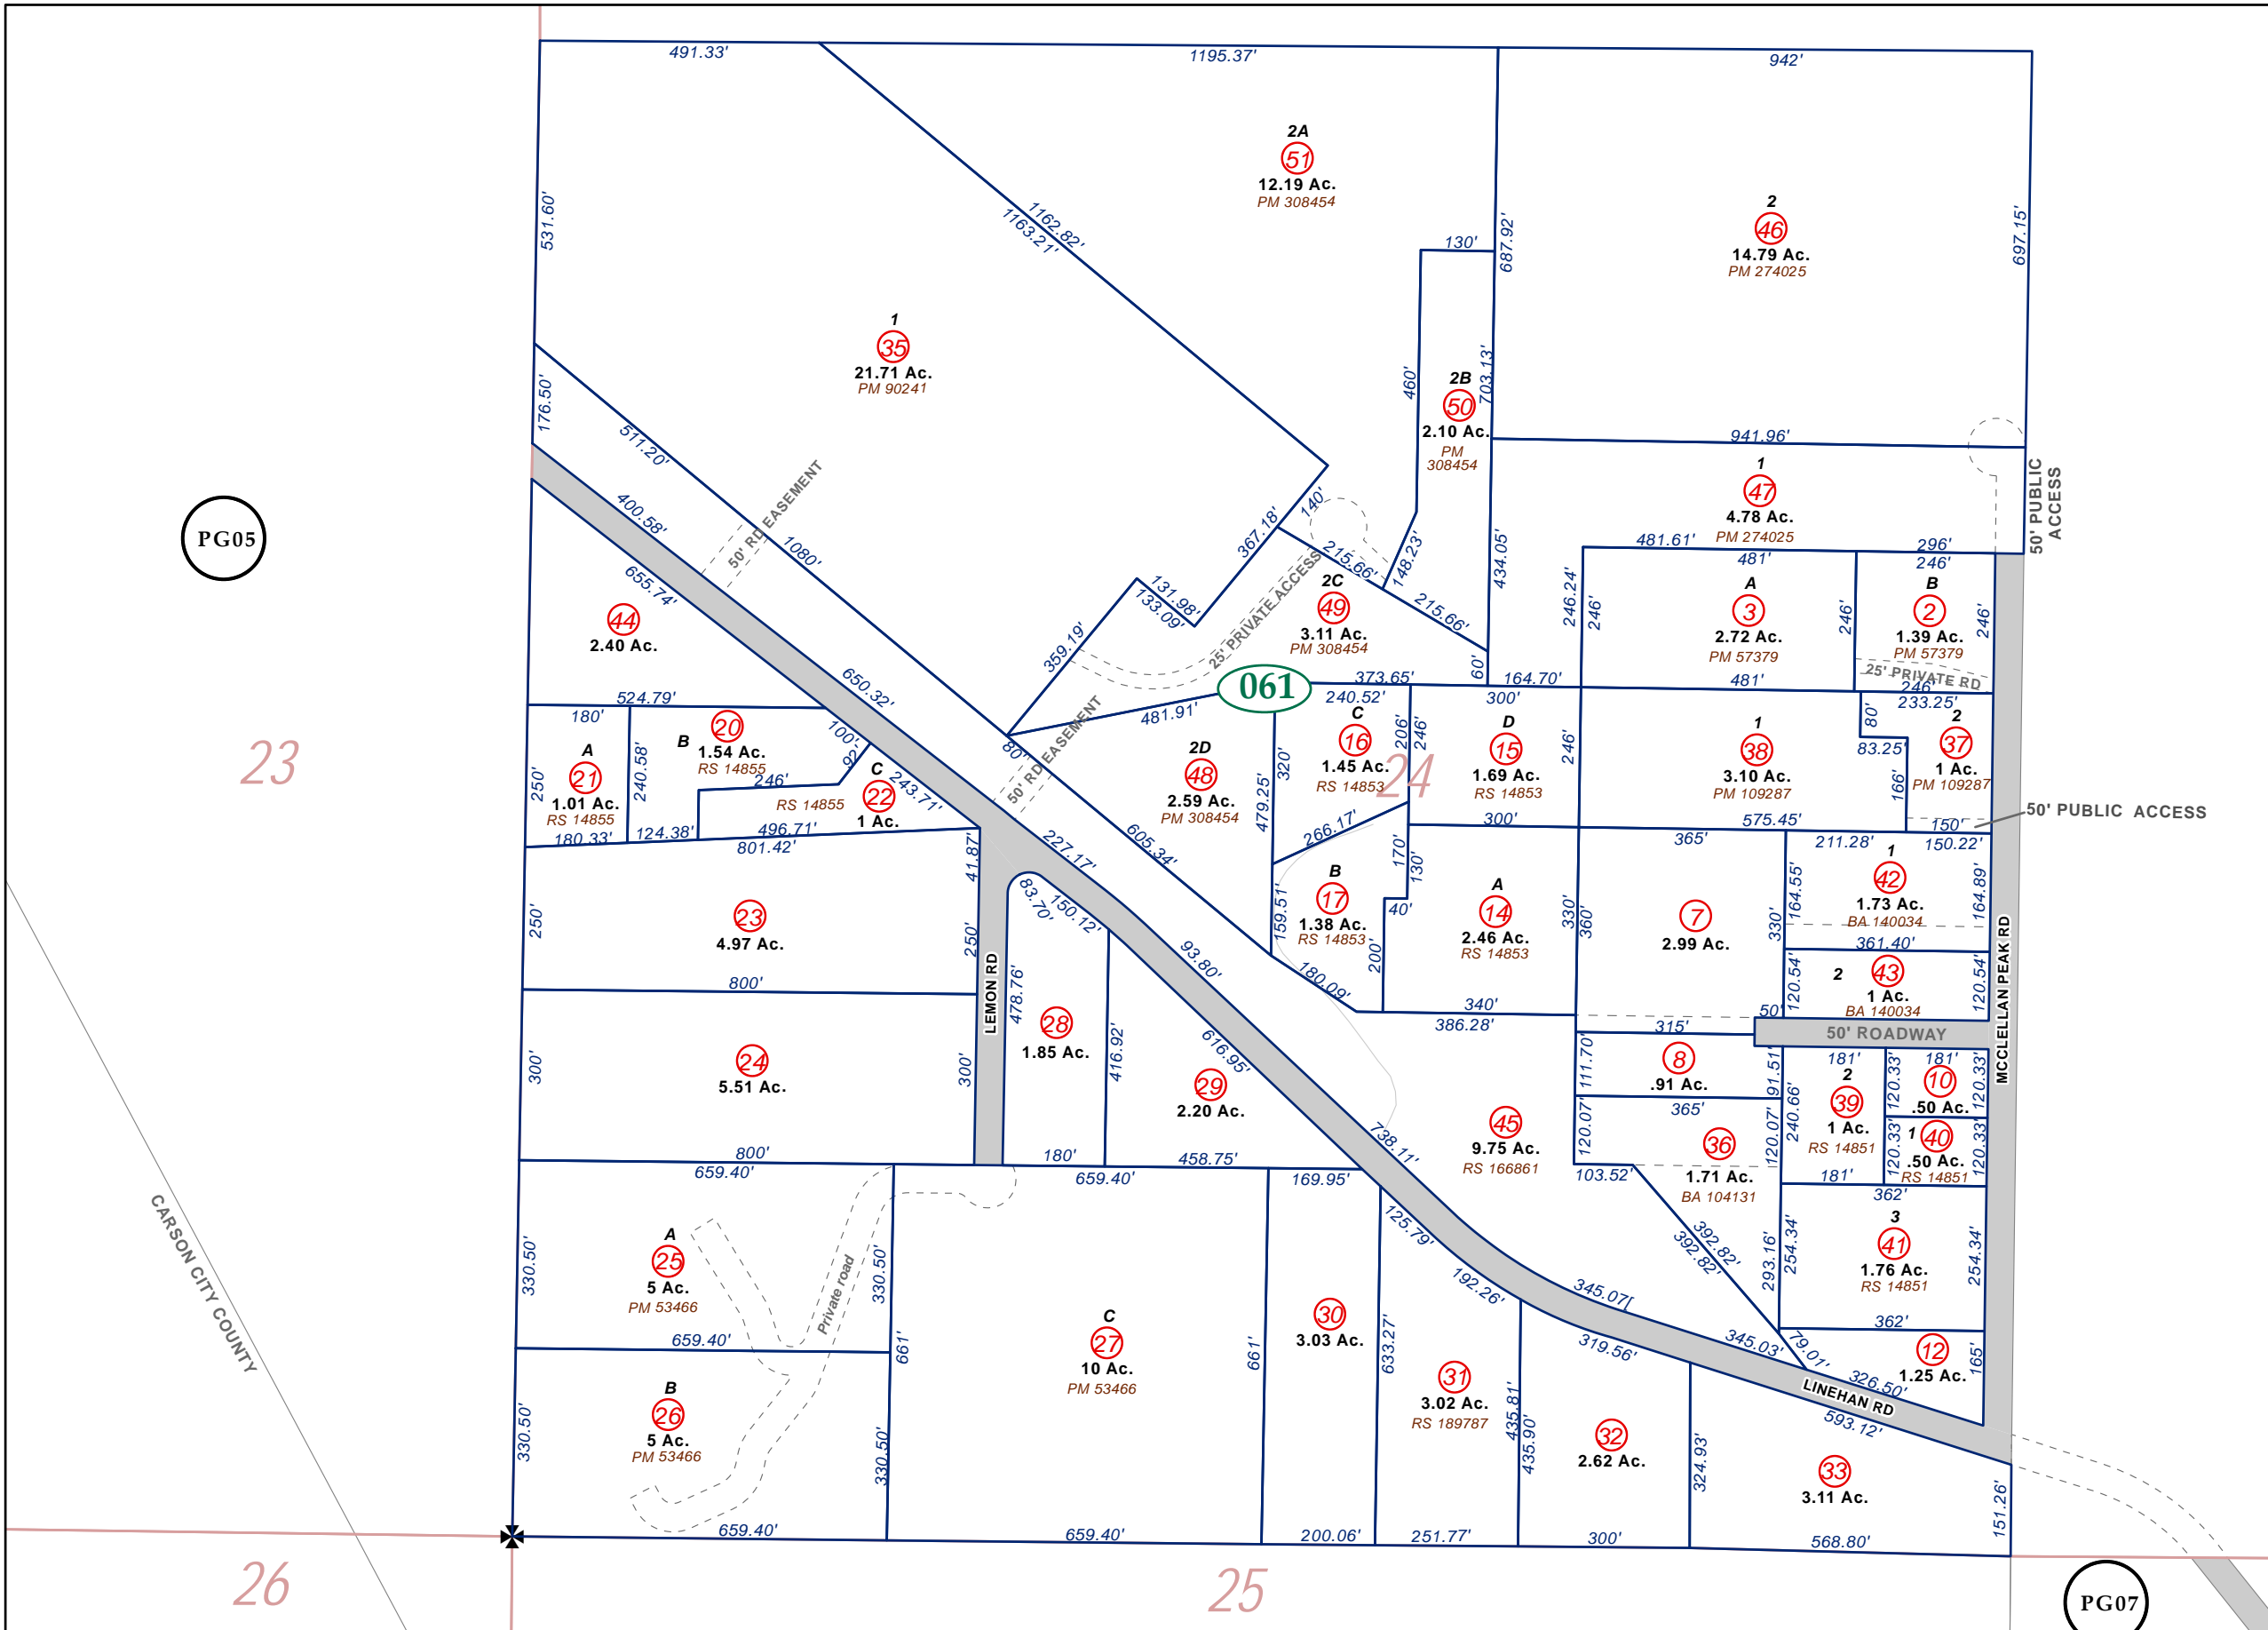 491.33'
1195.37'
942'
531.60'
1162.82'
1163.21'
2A
51
12.19 Ac.
PM 308454
687.92'
2
46
14.79 Ac.
PM 274025
697.15'
130'
1
35
21.71 Ac.
PM 90241
176.50'
511.20'
460'
2B
50
2.10 Ac.
PM
308454
703.13'
941.96'
1
47
4.78 Ac.
PM 274025
50' PUBLIC
ACCESS
PG05
400.58'
50' RD EASEMENT
1080'
367.18'
140'
215.66'
148.23'
434.05'
481.61'
296'
481'
246'
655.74'
44
2.40 Ac.
131.98'
133.09'
359.19'
25' PRIVATE ACCESS
2C
49
3.11 Ac.
PM 308454
215.66'
60'
246.24'
246'
A
3
2.72 Ac.
PM 57379
246'
B
2
1.39 Ac.
PM 57379
246'
25' PRIVATE RD
524.79'
650.32'
061
373.65'
164.70'
481'
246'
180'
A
21
1.01 Ac.
RS 14855
250'
240.58'
B
20
1.54 Ac.
RS 14855
100'
92'
246'
RS 14855
C
22
1 Ac.
243.71'
481.91'
80'
50' RD EASEMENT
2D
48
2.59 Ac.
PM 308454
240.52'
C
16
1.45 Ac.
RS 14853
320'
479.25'
206'
246'
300'
D
15
1.69 Ac.
RS 14853
246'
1
38
3.10 Ac.
PM 109287
80'
83.25'
166'
233.25'
2
37
1 Ac.
PM 109287
150'
50' PUBLIC ACCESS
23
24
180.33'
124.38'
496.71'
801.42'
41.87'
227.17'
605.34'
266.17'
300'
365'
575.45'
211.28'
150.22'
250'
23
4.97 Ac.
250'
83.70'
150.12'
159.51'
B
17
1.38 Ac.
RS 14853
170'
130'
40'
200'
A
14
2.46 Ac.
RS 14853
330'
360'
7
2.99 Ac.
330'
164.55'
1
42
1.73 Ac.
BA 140034
164.89'
361.40'
120.54'
2
43
1 Ac.
BA 140034
120.54'
MCCLELLAN PEAK RD
800'
LEMON RD
478.76'
93.80'
180.09'
340'
386.28'
315'
50'
50' ROADWAY
300'
24
5.51 Ac.
300'
28
1.85 Ac.
416.92'
616.95'
29
2.20 Ac.
738.11'
45
9.75 Ac.
RS 166861
111.70'
8
.91 Ac.
91.51'
365'
120.07'
36
1.71 Ac.
BA 104131
120.07'
240.66'
181'
2
39
1 Ac.
RS 14851
181'
120.33'
181'
10
.50 Ac.
120.33'
120.33'
1
40
.50 Ac.
RS 14851
120.33'
800'
659.40'
180'
659.40'
458.75'
169.95'
103.52'
362'
CARSON CITY COUNTY
330.50'
A
25
5 Ac.
PM 53466
Private road
330.50'
125.79'
192.26'
345.07'[
392.82'
392.82'
293.16'
254.34'
3
41
1.76 Ac.
RS 14851
254.34'
659.40'
661'
C
27
10 Ac.
PM 53466
661'
30
3.03 Ac.
633.27'
319.56'
345.03'
79.01'
362'
12
1.25 Ac.
165'
326.50'
LINEHAN RD
593.12'
330.50'
B
26
5 Ac.
PM 53466
330.50'
31
3.02 Ac.
RS 189787
435.81'
435.90'
32
2.62 Ac.
324.93'
33
3.11 Ac.
151.26'
659.40'
659.40'
200.06'
251.77'
300'
568.80'
26
25
PG07